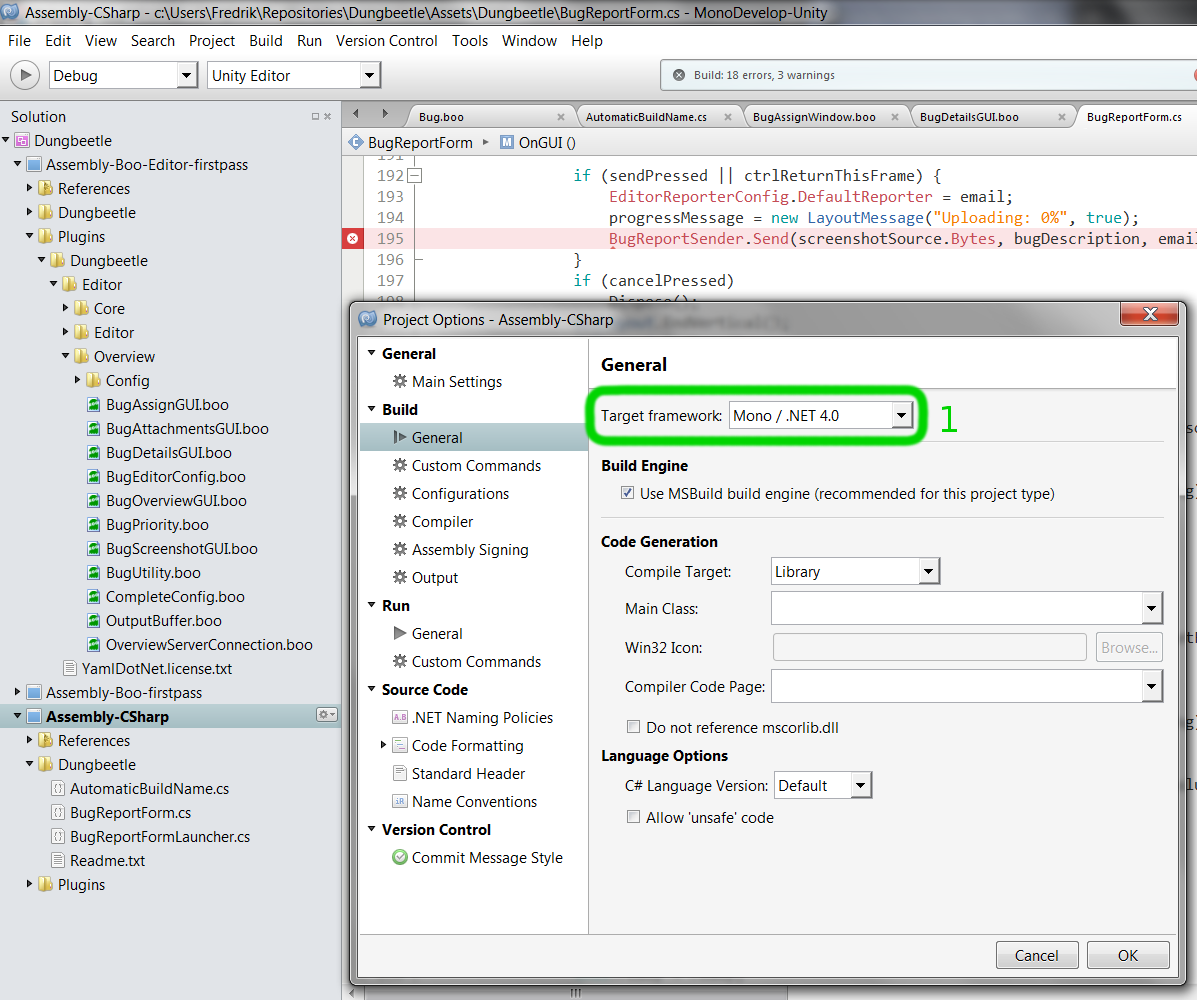 Assembly-CSharp - c:\Users\Fredrik\Repositories\Dungbeetle\Assets\Dungbeetle\BugReportForm.cs - MonoDevelop-Unity
File Edit View Search Project Build Run Version Control Tools Window Help
Debug Unity Editor Build: 18 errors, 3 warnings
Solution
Dungbeetle
Assembly-Boo-Editor-firstpass
References
Dungbeetle
Plugins
Dungbeetle
Editor
Core
Editor
Overview
Config
BugAssignGUI.boo
BugAttachmentsGUI.boo
BugDetailsGUI.boo
BugEditorConfig.boo
BugOverviewGUI.boo
BugPriority.boo
BugScreenshotGUI.boo
BugUtility.boo
CompleteConfig.boo
OutputBuffer.boo
OverviewServerConnection.boo
YamlDotNet.license.txt
Assembly-Boo-firstpass
Assembly-CSharp
References
Dungbeetle
AutomaticBuildName.cs
BugReportForm.cs
BugReportFormLauncher.cs
Readme.txt
Plugins
Bug.boo AutomaticBuildName.cs BugAssignWindow.boo BugDetailsGUI.boo BugReportForm.cs
BugReportForm OnGUI ()
191
192 if (sendPressed || ctrlReturnThisFrame) {
193 EditorReporterConfig.DefaultReporter = email;
194 progressMessage = new LayoutMessage("Uploading: 0%", true);
195 BugReportSender.Send(screenshotSource.Bytes, bugDescription, email
196 }
197 if (cancelPressed)
198 Dispose();
Project Options - Assembly-CSharp
General
Main Settings
Build
General
Custom Commands
Configurations
Compiler
Assembly Signing
Output
Run
General
Custom Commands
Source Code
.NET Naming Policies
Code Formatting
Standard Header
Name Conventions
Version Control
Commit Message Style
General
Target framework: Mono / .NET 4.0 1
Build Engine
Use MSBuild build engine (recommended for this project type)
Code Generation
Compile Target: Library
Main Class:
Win32 Icon: Browse...
Compiler Code Page:
Do not reference mscorlib.dll
Language Options
C# Language Version: Default
Allow 'unsafe' code
Cancel OK